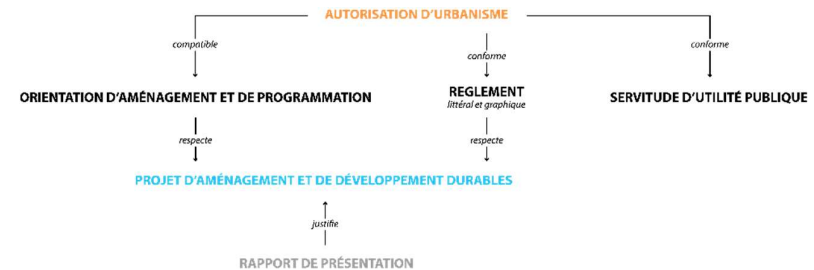 AUTORISATION D'URBANISME
compatible
conforme
conforme
ORIENTATION D'AMÉNAGEMENT ET DE PROGRAMMATION
REGLEMENT
littéral et graphique
SERVITUDE D'UTILITÉ PUBLIQUE
respecte
respecte
PROJET D'AMÉNAGEMENT ET DE DÉVELOPPEMENT DURABLES
justifie
RAPPORT DE PRÉSENTATION